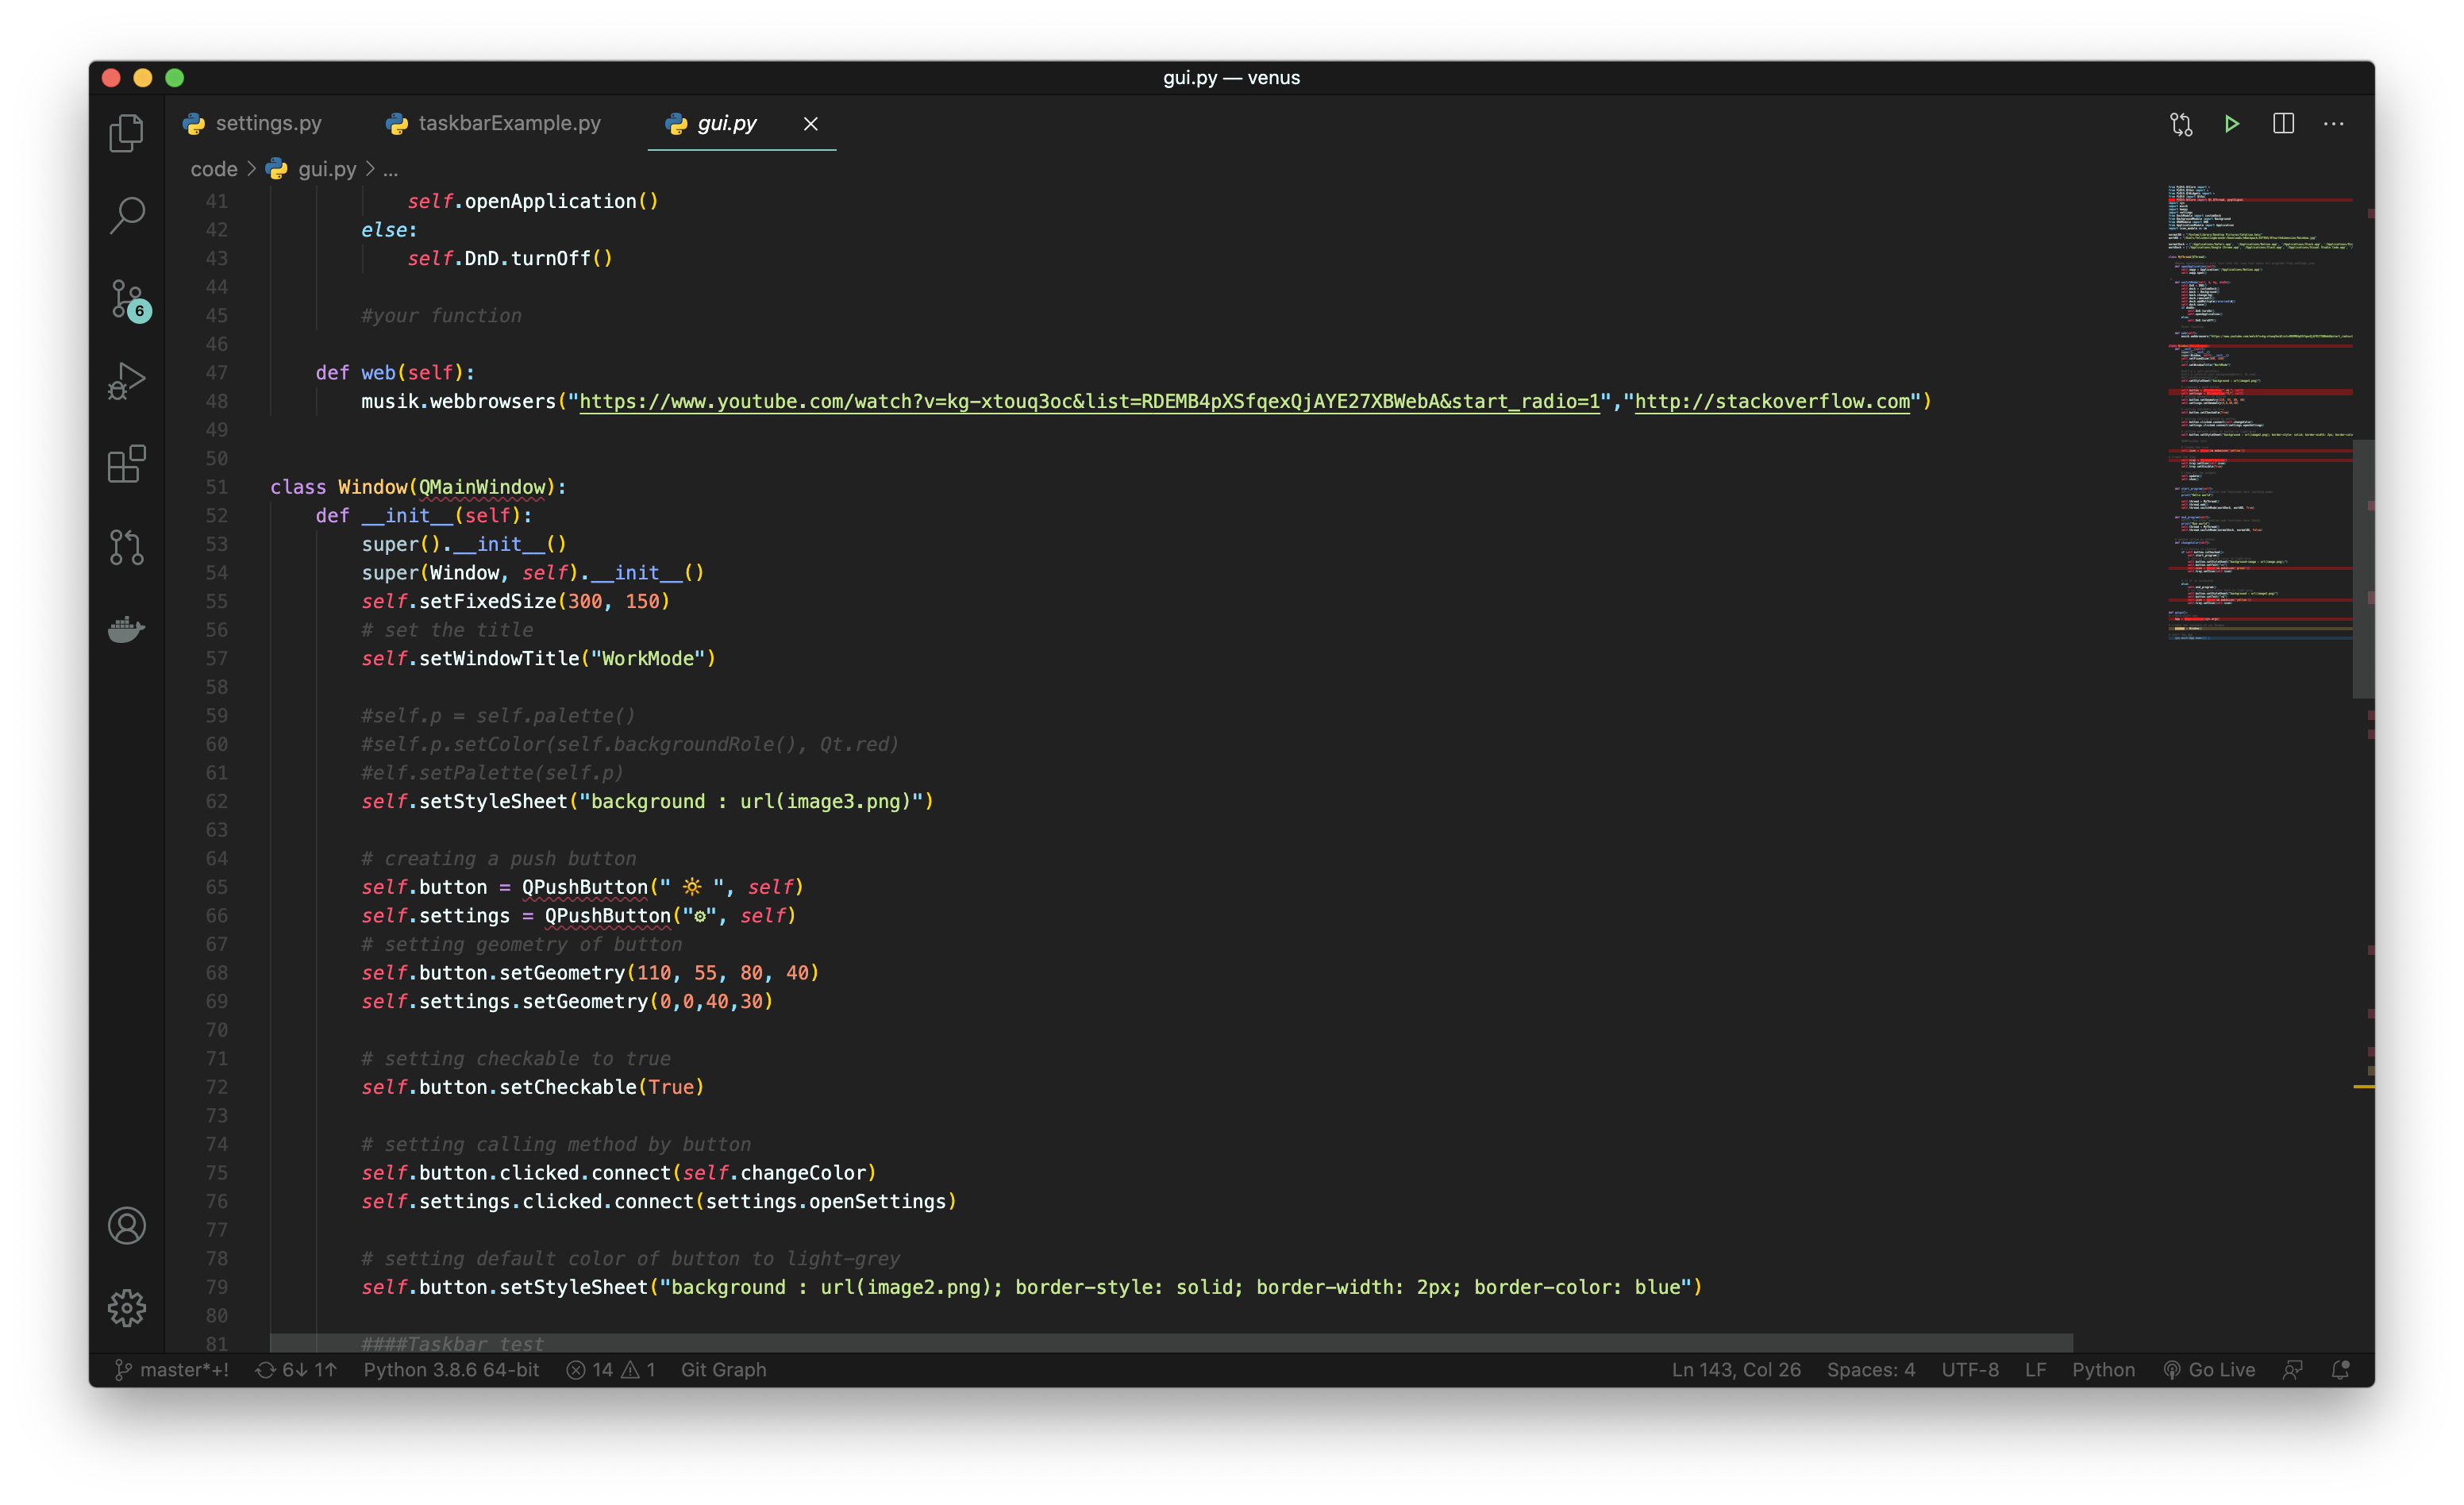 gui.py — venus
settings.py
taskbarExample.py
gui.py
code > gui.py > ...
41 self.openApplication()
42 else:
43 self.DnD.turnOff()
44
45 #your function
46
47 def web(self):
48 musik.webbrowsers("https://www.youtube.com/watch?v=kg-xtouq3oc&list=RDEMB4pXSfqexQjAYE27XBWebA&start_radio=1","http://stackoverflow.com")
49
50
51 class Window(QMainWindow):
52 def __init__(self):
53 super().__init__()
54 super(Window, self).__init__()
55 self.setFixedSize(300, 150)
56 # set the title
57 self.setWindowTitle("WorkMode")
58
59 #self.p = self.palette()
60 #self.p.setColor(self.backgroundRole(), Qt.red)
61 #elf.setPalette(self.p)
62 self.setStyleSheet("background : url(image3.png)")
63
64 # creating a push button
65 self.button = QPushButton(" 🔆 ", self)
66 self.settings = QPushButton("⚙", self)
67 # setting geometry of button
68 self.button.setGeometry(110, 55, 80, 40)
69 self.settings.setGeometry(0,0,40,30)
70
71 # setting checkable to true
72 self.button.setCheckable(True)
73
74 # setting calling method by button
75 self.button.clicked.connect(self.changeColor)
76 self.settings.clicked.connect(settings.openSettings)
77
78 # setting default color of button to light-grey
79 self.button.setStyleSheet("background : url(image2.png); border-style: solid; border-width: 2px; border-color: blue")
80
81 ####Taskbar test
6
master*+! 6↓ 1↑ Python 3.8.6 64-bit 14 1 Git Graph Ln 143, Col 26 Spaces: 4 UTF-8 LF Python Go Live